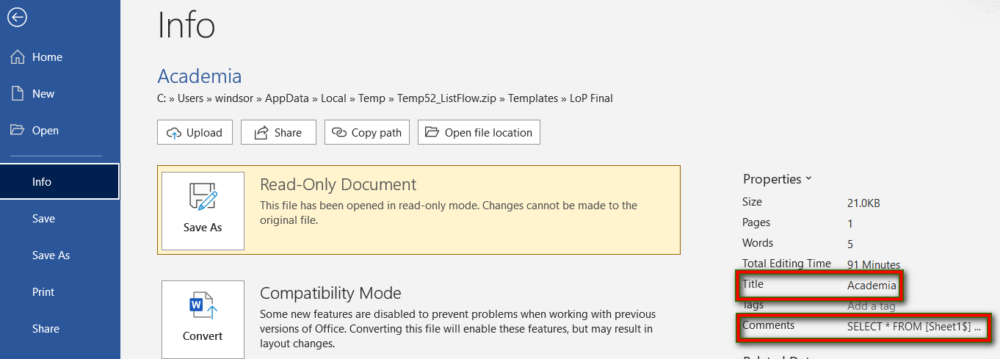 Info
Home
New
Open
Info
Save
Save As
Print
Share
Academia
C: » Users » windsor » AppData » Local » Temp » Temp52_ListFlow.zip » Templates » LoP Final
Upload
Share
Copy path
Open file location
Save As
Read-Only Document
This file has been opened in read-only mode. Changes cannot be made to the
original file.
W
Convert
Compatibility Mode
Some new features are disabled to prevent problems when working with previous
versions of Office. Converting this file will enable these features, but may result in
layout changes.
Properties
Size 21.0KB
Pages 1
Words 5
Total Editing Time 91 Minutes
Title Academia
Tags Add a tag
Comments SELECT * FROM [Sheet1$] ...